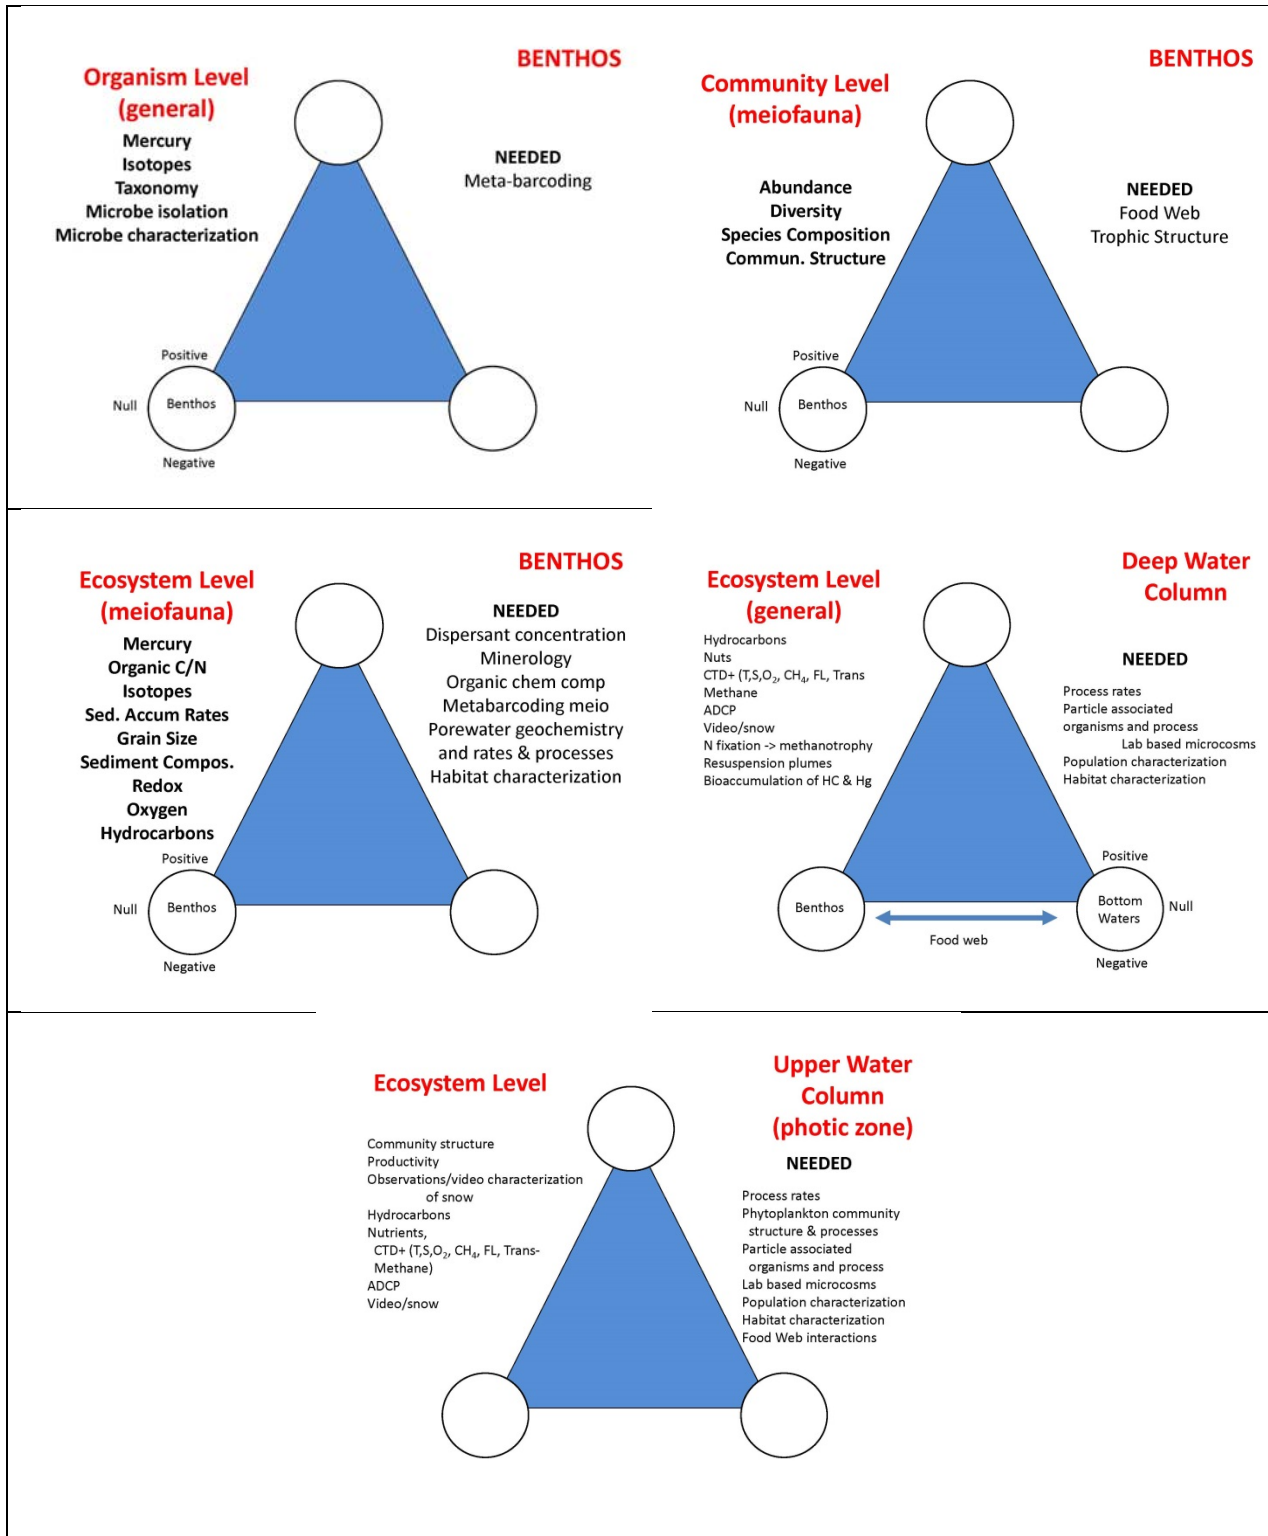 BENTHOS
Organism Level
(general)
Mercury
Isotopes
Taxonomy
Microbe isolation
Microbe characterization
NEEDED
Meta-barcoding
Positive
Null
Benthos
Negative
BENTHOS
Community Level
(meiofauna)
Abundance
Diversity
Species Composition
Commun. Structure
NEEDED
Food Web
Trophic Structure
Positive
Null
Benthos
Negative
BENTHOS
Ecosystem Level
(meiofauna)
Mercury
Organic C/N
Isotopes
Sed. Accum Rates
Grain Size
Sediment Compos.
Redox
Oxygen
Hydrocarbons
NEEDED
Dispersant concentration
Minerology
Organic chem comp
Metabarcoding meio
Porewater geochemistry
and rates & processes
Habitat characterization
Positive
Null
Benthos
Negative
Deep Water
Column
Ecosystem Level
(general)
Hydrocarbons
Nuts
CTD+ (T,S,O₂, CH₄, FL, Trans
Methane
ADCP
Video/snow
N fixation -> methanotrophy
Resuspension plumes
Bioaccumulation of HC & Hg
NEEDED
Process rates
Particle associated
organisms and process
Lab based microcosms
Population characterization
Habitat characterization
Benthos
Food web
Positive
Bottom
Waters
Null
Negative
Ecosystem Level
Community structure
Productivity
Observations/video characterization
of snow
Hydrocarbons
Nutrients,
CTD+ (T,S,O₂, CH₄, FL, Trans-
Methane)
ADCP
Video/snow
Upper Water
Column
(photic zone)
NEEDED
Process rates
Phytoplankton community
structure & processes
Particle associated
organisms and process
Lab based microcosms
Population characterization
Habitat characterization
Food Web interactions